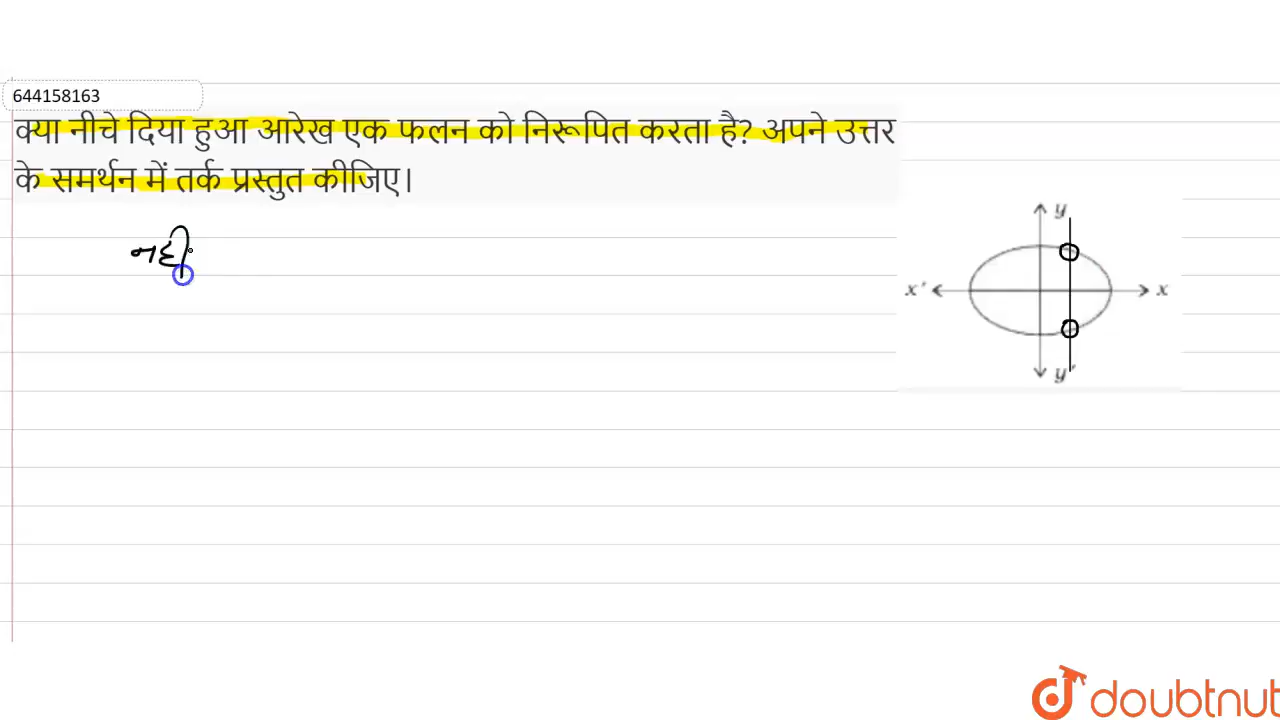 644158163
क्या नीचे दिया हुआ आरेख एक फलन को निरूपित करता है? अपने उत्तर
के समर्थन में तर्क प्रस्तुत कीजिए।
नहीं
y
x' x
y'
doubtnut